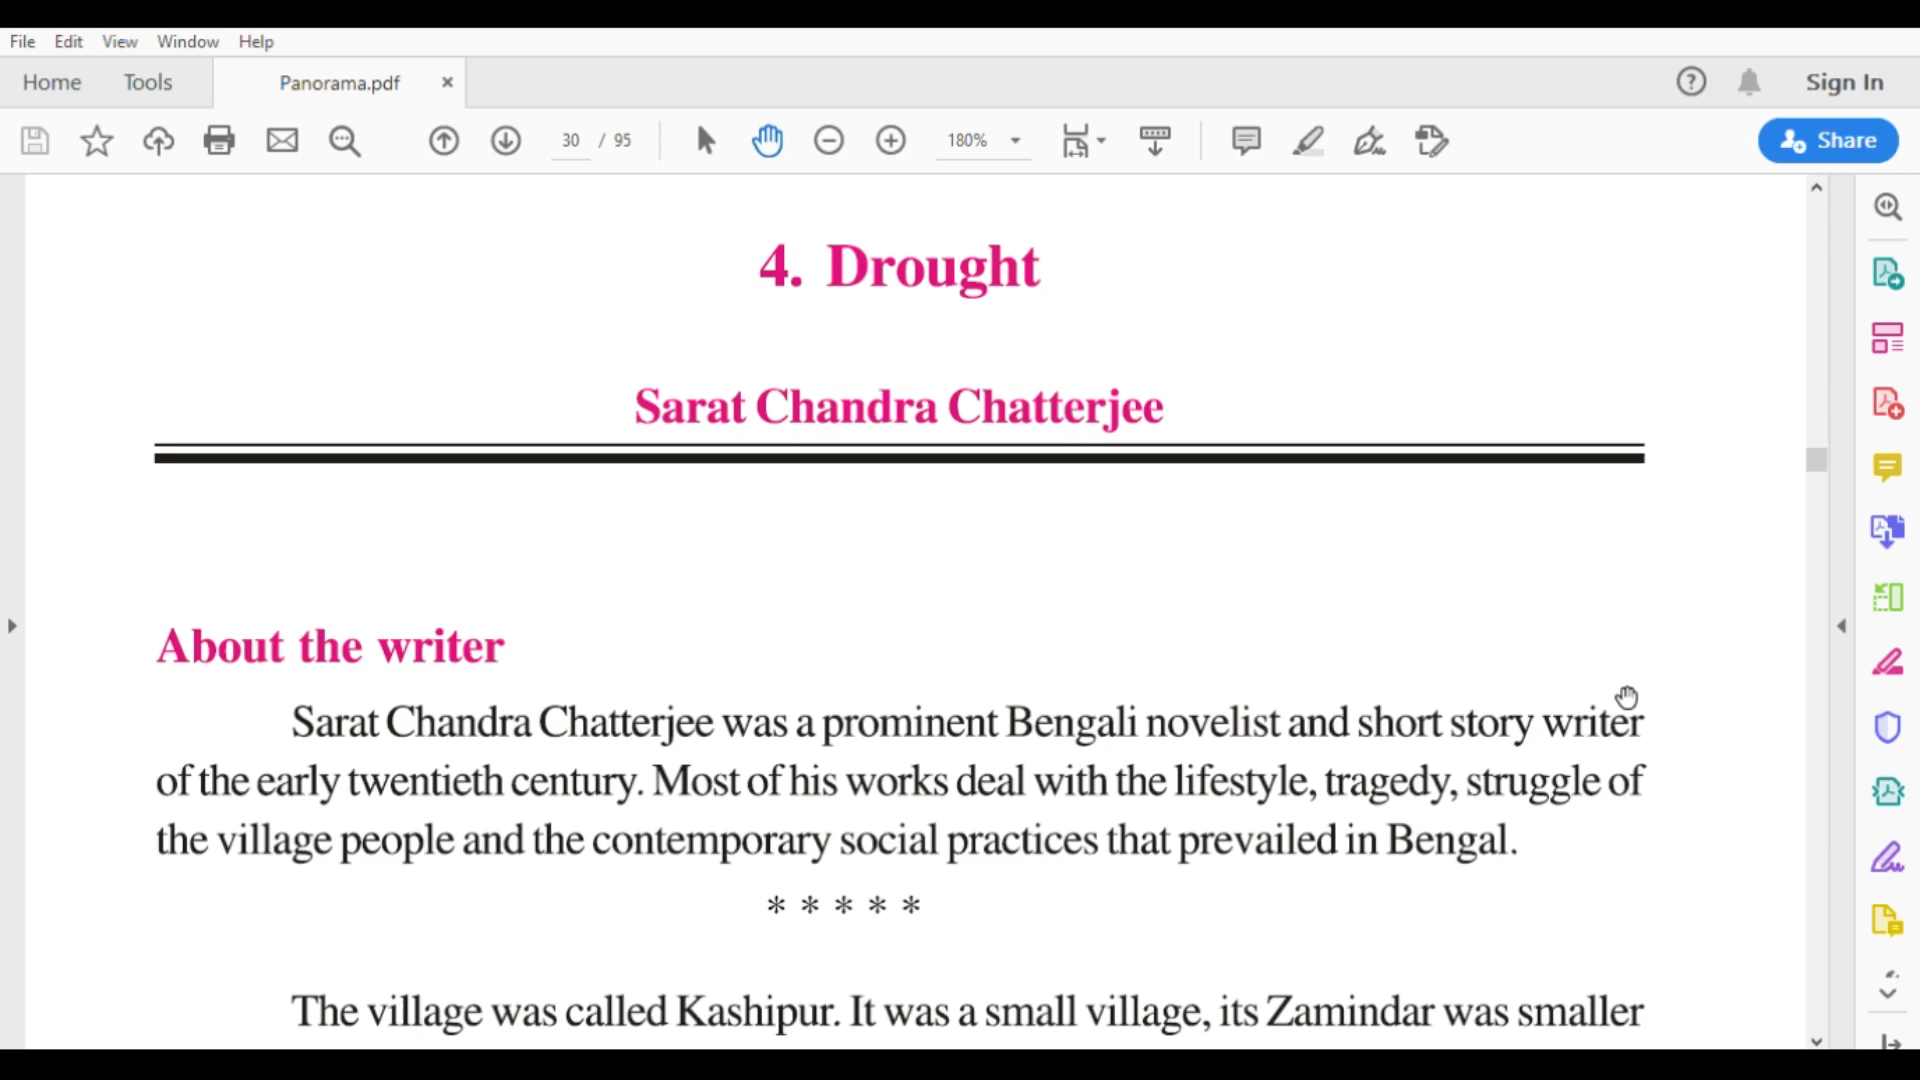 File Edit View Window Help
Home Tools Panorama.pdf × ? Sign In
30 / 95 180% Share
4. Drought
Sarat Chandra Chatterjee
About the writer
Sarat Chandra Chatterjee was a prominent Bengali novelist and short story writer
of the early twentieth century. Most of his works deal with the lifestyle, tragedy, struggle of
the village people and the contemporary social practices that prevailed in Bengal.
* * * * *
The village was called Kashipur. It was a small village, its Zamindar was smaller